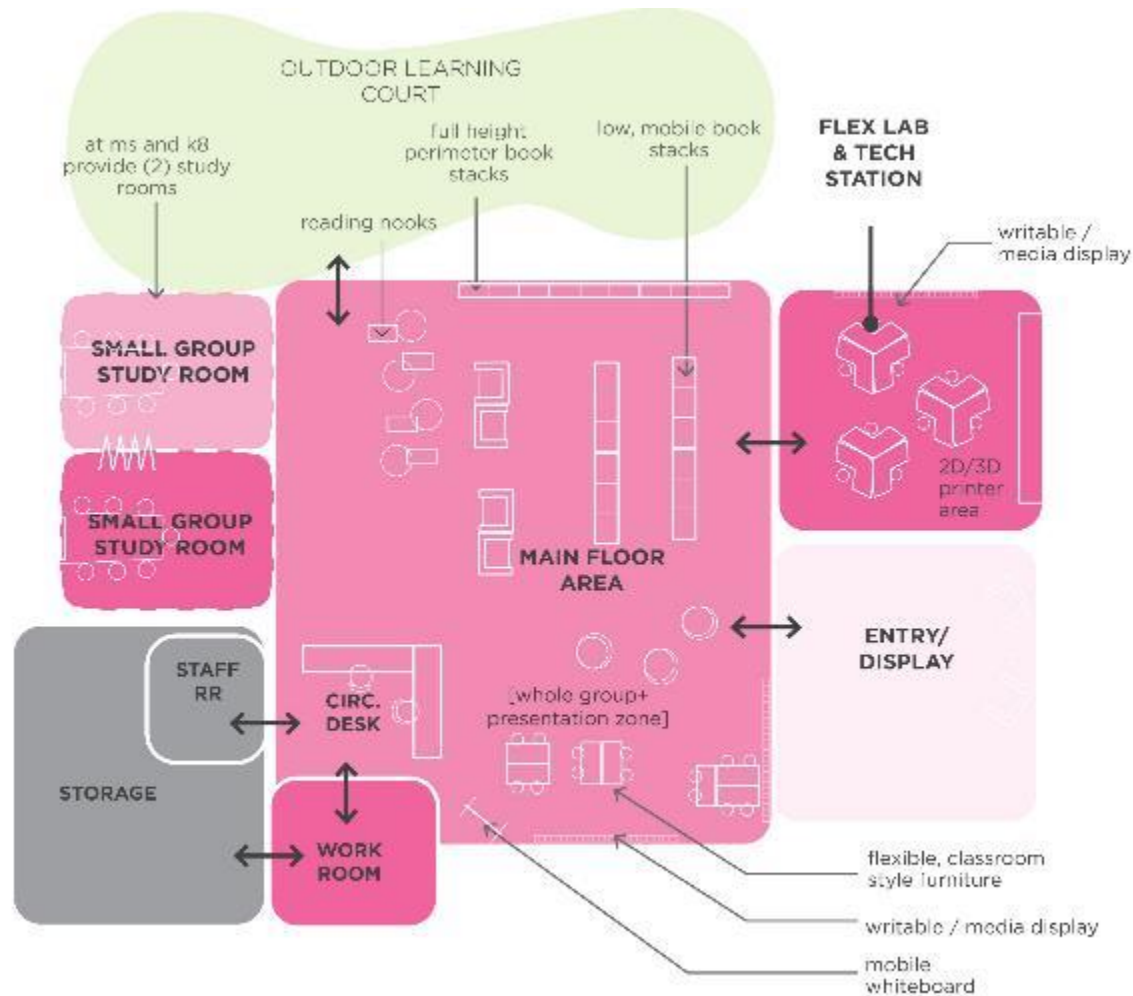 OUTDOOR LEARNING
COURT
at ms and k8
provide (2) study
rooms
full height
perimeter book
stacks
low, mobile book
stacks
FLEX LAB
& TECH
STATION
reading nooks
writable /
media display
SMALL GROUP
STUDY ROOM
2D/3D
printer
area
SMALL GROUP
STUDY ROOM
MAIN FLOOR
AREA
ENTRY/
DISPLAY
STAFF
RR
CIRC.
DESK
[whole group+
presentation zone]
STORAGE
WORK
ROOM
flexible, classroom
style furniture
writable / media display
mobile
whiteboard